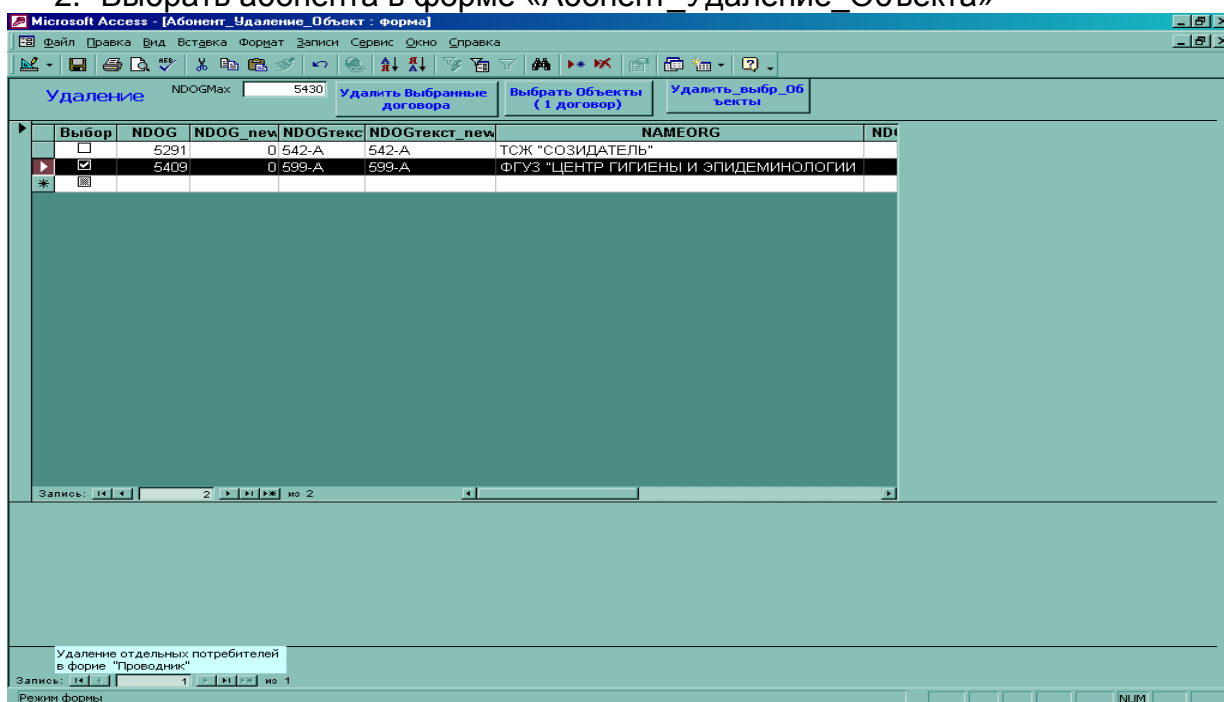 2. Выбрать абонента в форме «Абонент_Удаление_Объекта»
Microsoft Access - [Абонент_Удаление_Объект : форма]
Файл Правка Вид Вставка Формат Записи Сервис Окно Справка
Удаление NDOGMax 5430 Удалить Выбранные договора Выбрать Объекты (1 договор) Удалить_выбр_Объекты
Выбор NDOG NDOG_new NDOGтекс NDOGтекст_new NAMEORG
5291 0 542-А 542-А ТСЖ "СОЗИДАТЕЛЬ"
5409 0 599-А 599-А ФГУЗ "ЦЕНТР ГИГИЕНЫ И ЭПИДЕМИНОЛОГИИ
Запись: 2 из 2
Удаление отдельных потребителей
в форие "Проводник"
Запись: 1 из 1
Режим формы NUM